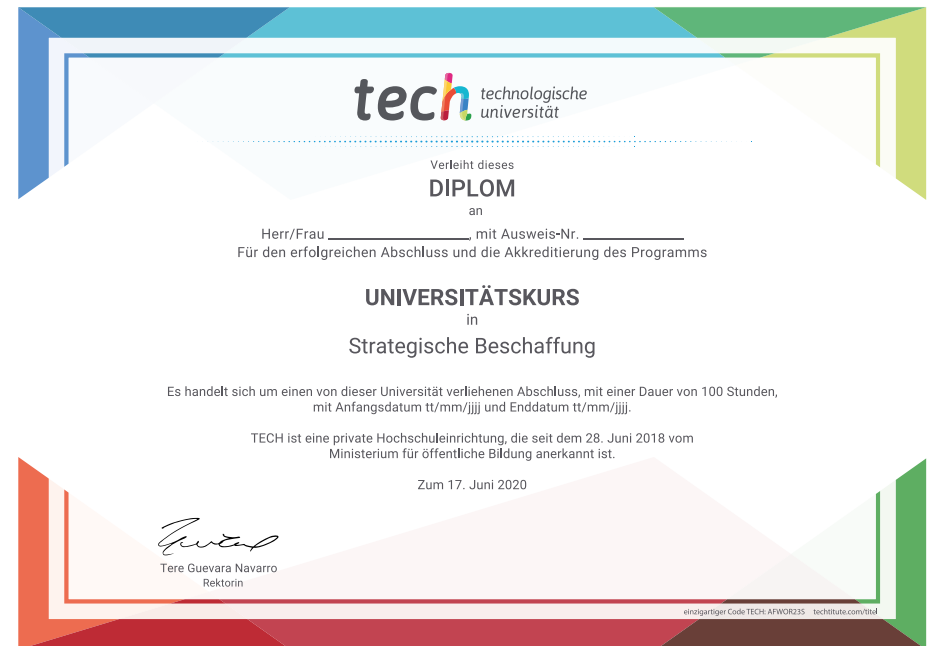 tech technologische
universität
Verleiht dieses
DIPLOM
an
Herr/Frau ____________________, mit Ausweis-Nr. ______________
Für den erfolgreichen Abschluss und die Akkreditierung des Programms
UNIVERSITÄTSKURS
in
Strategische Beschaffung
Es handelt sich um einen von dieser Universität verliehenen Abschluss, mit einer Dauer von 100 Stunden,
mit Anfangsdatum tt/mm/jjjj und Enddatum tt/mm/jjjj.
TECH ist eine private Hochschuleinrichtung, die seit dem 28. Juni 2018 vom
Ministerium für öffentliche Bildung anerkannt ist.
Zum 17. Juni 2020
Tere Guevara Navarro
Rektorin
einzigartiger Code TECH: AFWOR235 techtitute.com/titel